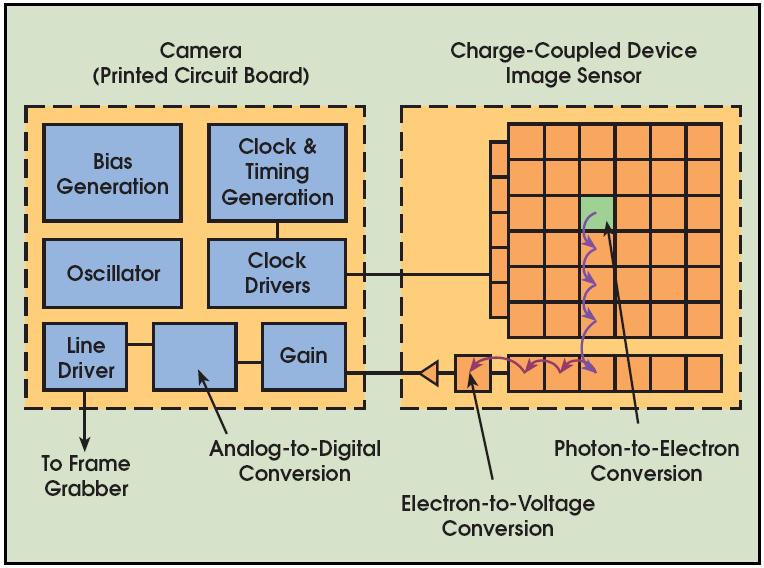 Camera
(Printed Circuit Board)
Charge-Coupled Device
Image Sensor
Bias
Generation
Clock &
Timing
Generation
Oscillator
Clock
Drivers
Line
Driver
Gain
To Frame
Grabber
Analog-to-Digital
Conversion
Electron-to-Voltage
Conversion
Photon-to-Electron
Conversion